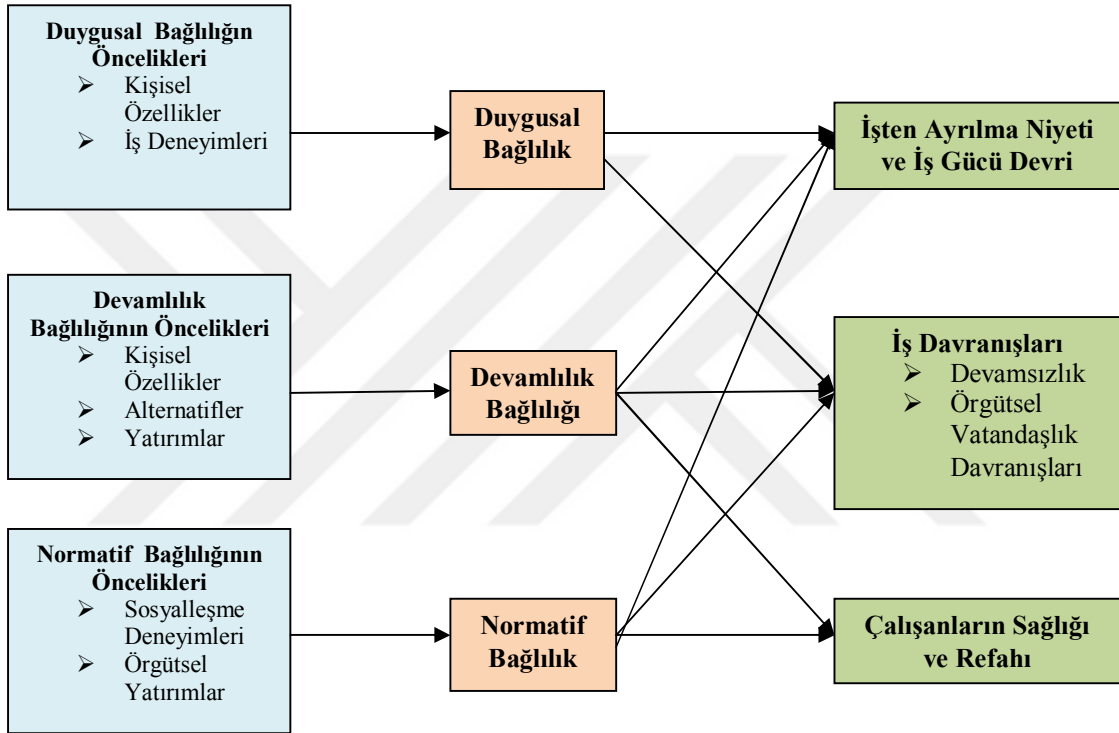 Duygusal Bağlılığın
Öncelikleri
➢ Kişisel
Özellikler
➢ İş Deneyimleri
Duygusal
Bağlılık
İşten Ayrılma Niyeti
ve İş Gücü Devri
Devamlılık
Bağlılığının Öncelikleri
➢ Kişisel
Özellikler
➢ Alternatifler
➢ Yatırımlar
Devamlılık
Bağlılığı
İş Davranışları
➢ Devamsızlık
➢ Örgütsel
Vatandaşlık
Davranışları
Normatif Bağlılığının
Öncelikleri
➢ Sosyalleşme
Deneyimleri
➢ Örgütsel
Yatırımlar
Normatif
Bağlılık
Çalışanların Sağlığı
ve Refahı